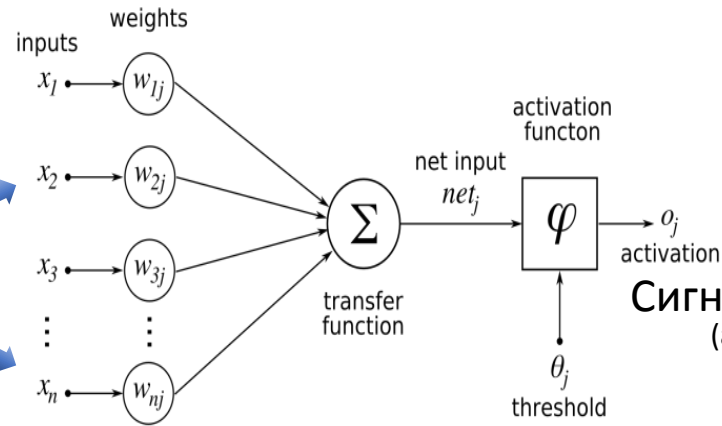 weights
inputs
x₁
w₁ⱼ
activation
functon
x₂
w₂ⱼ
net input
netⱼ
Σ
φ
oⱼ
activation
x₃
w₃ⱼ
transfer
function
θⱼ
threshold
xₙ
wₙⱼ